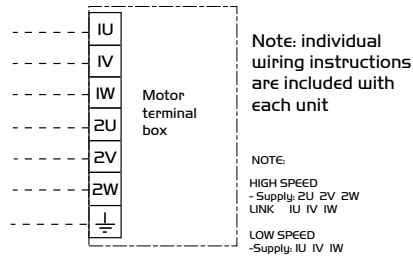 1U
1V
1W
2U
2V
2W
Motor
terminal
box
Note: individual
wiring instructions
are included with
each unit
NOTE:
HIGH SPEED
- Supply: 2U 2V 2W
LINK 1U 1V 1W
LOW SPEED
-Supply: 1U 1V 1W